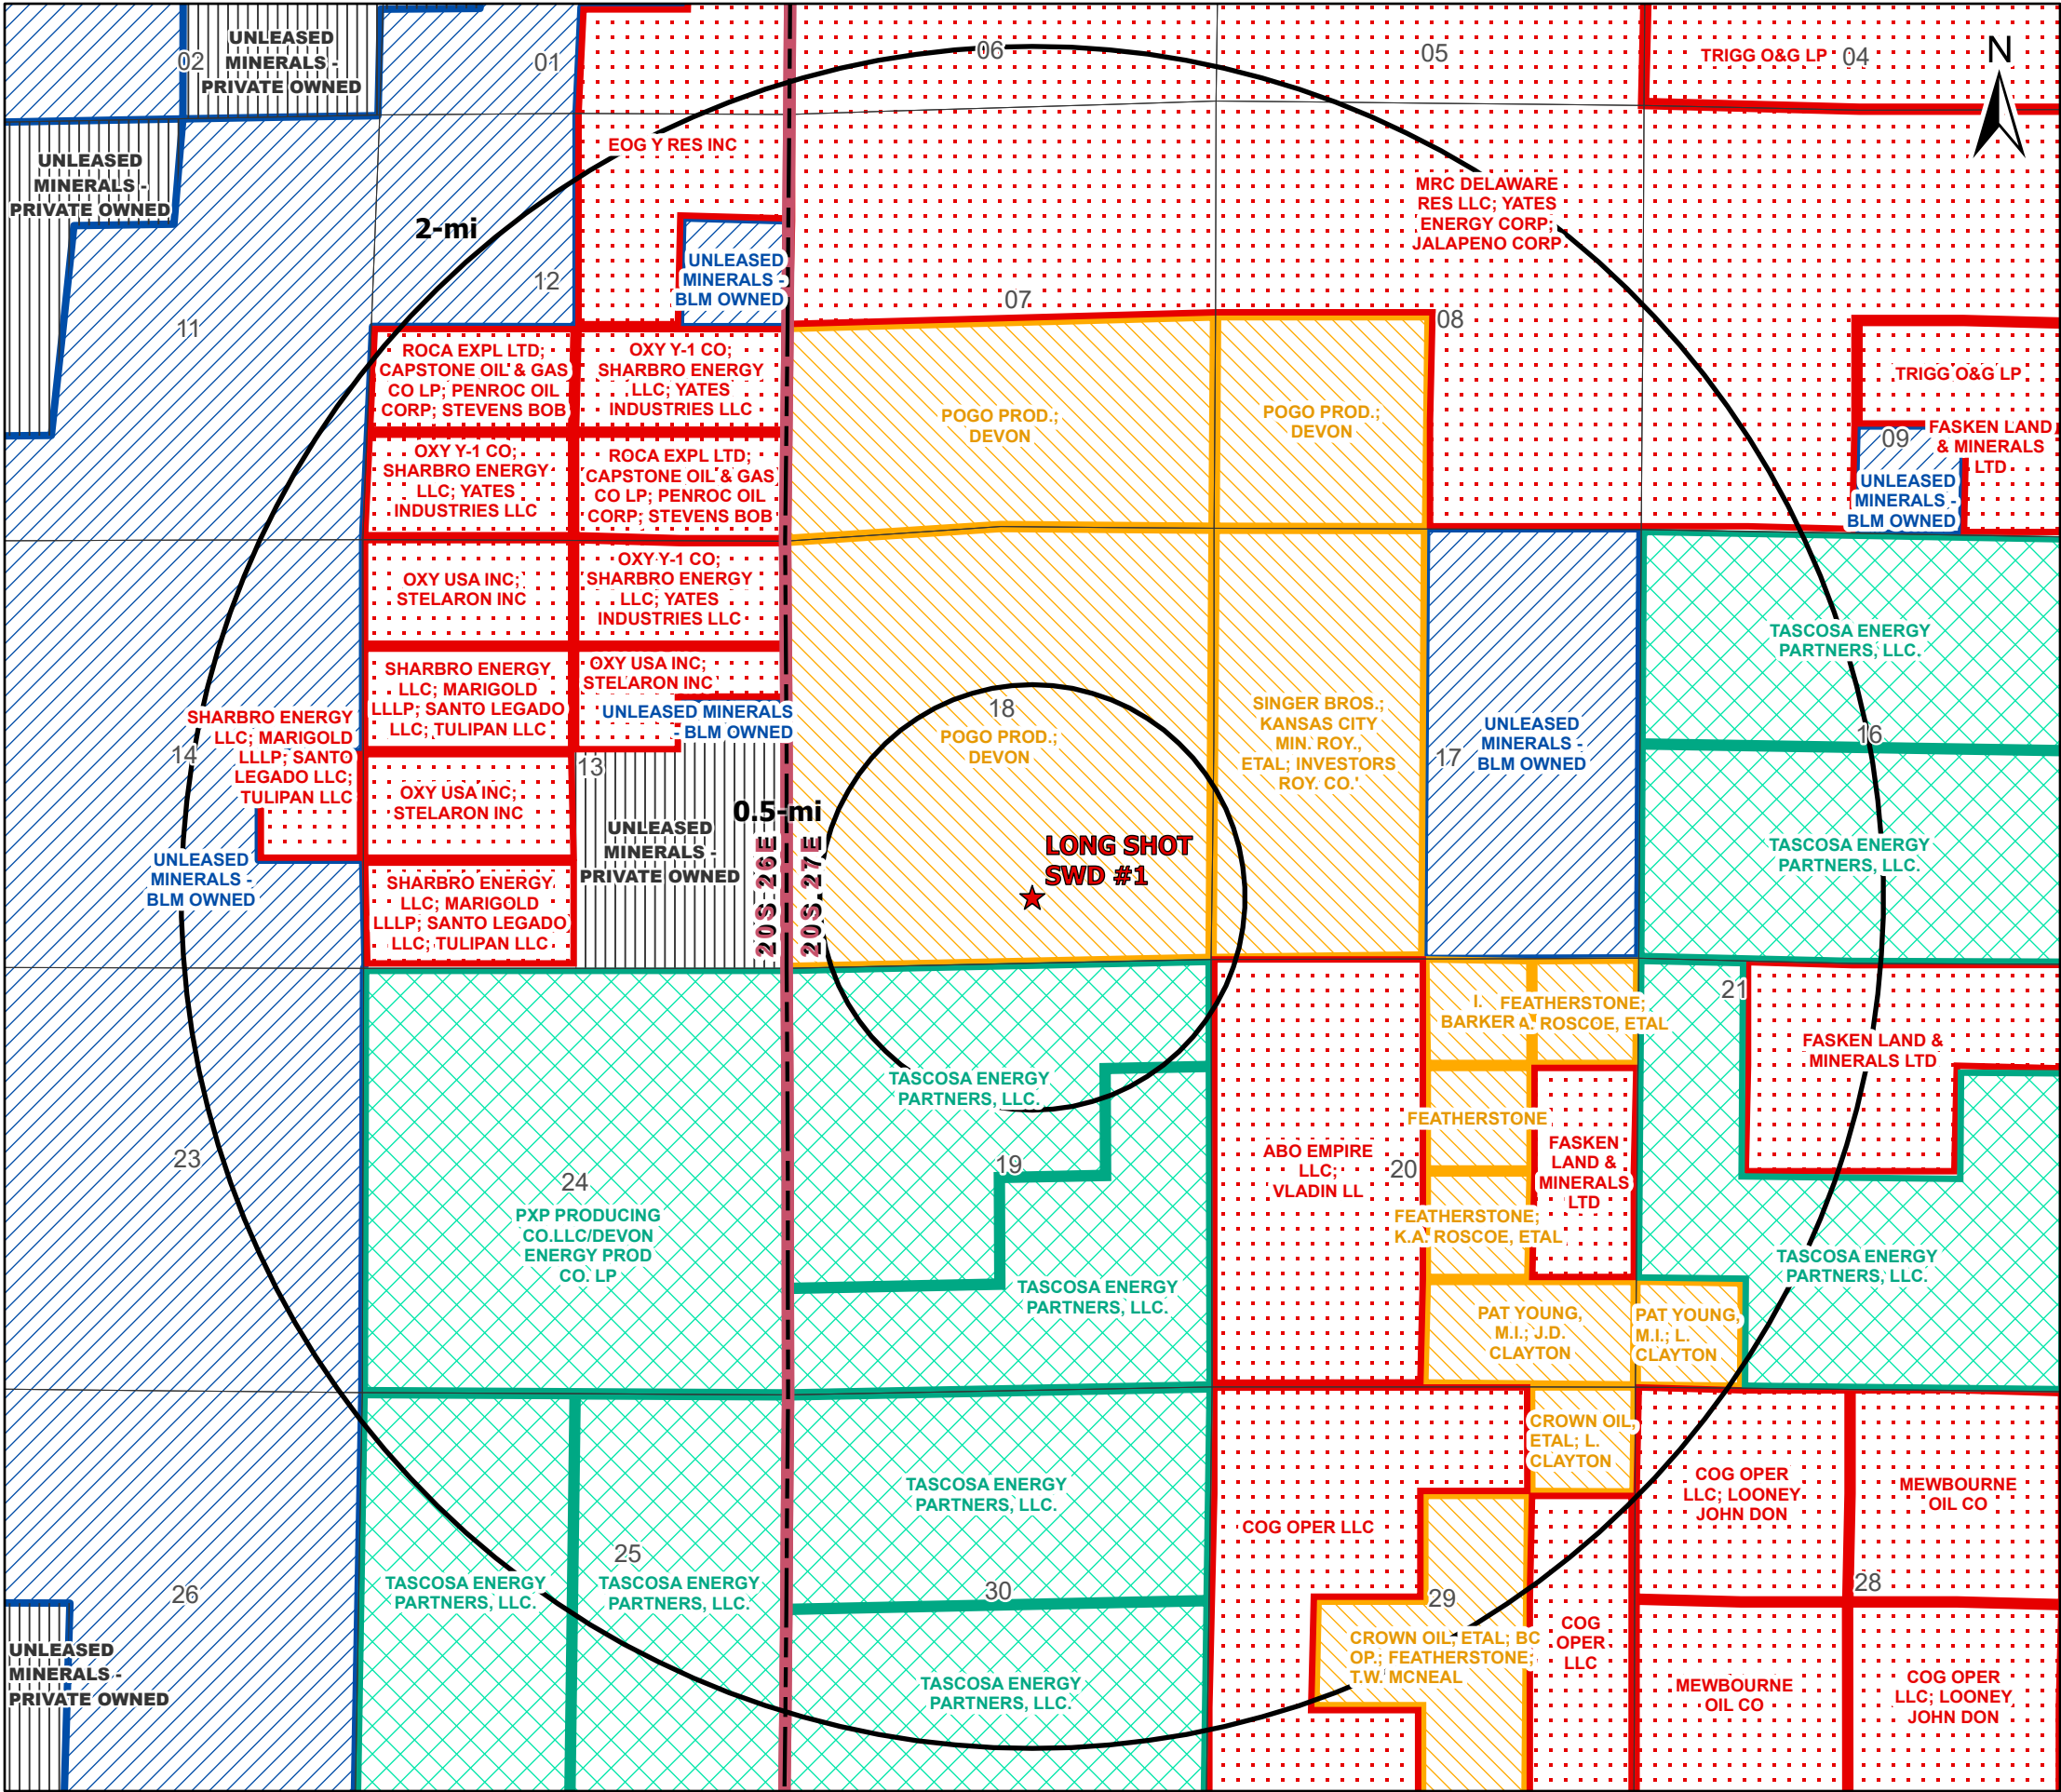 UNLEASED
MINERALS -
PRIVATE OWNED
02
01
06
05
TRIGG O&G LP
04
N
UNLEASED
MINERALS -
PRIVATE OWNED
EOG Y RES INC
MRC DELAWARE
RES LLC; YATES
ENERGY CORP;
JALAPENO CORP
2-mi
UNLEASED
MINERALS -
BLM OWNED
12
07
11
08
ROCA EXPL LTD;
CAPSTONE OIL & GAS
CO LP; PENROC OIL
CORP; STEVENS BOB
OXY Y-1 CO;
SHARBRO ENERGY
LLC; YATES
INDUSTRIES LLC
POGO PROD.;
DEVON
POGO PROD.;
DEVON
TRIGG O&G LP
09
FASKEN LAND
& MINERALS
LTD
UNLEASED
MINERALS -
BLM OWNED
OXY Y-1 CO;
SHARBRO ENERGY
LLC; YATES
INDUSTRIES LLC
ROCA EXPL LTD;
CAPSTONE OIL & GAS
CO LP; PENROC OIL
CORP; STEVENS BOB
OXY USA INC;
STELARON INC
OXY Y-1 CO;
SHARBRO ENERGY
LLC; YATES
INDUSTRIES LLC
TASCOSA ENERGY
PARTNERS, LLC.
SHARBRO ENERGY
LLC; MARIGOLD
LLLP; SANTO LEGADO
LLC; TULIPAN LLC
OXY USA INC;
STELARON INC
UNLEASED MINERALS
- BLM OWNED
18
POGO PROD.;
DEVON
SINGER BROS.;
KANSAS CITY
MIN. ROY.,
ETAL; INVESTORS
ROY. CO.'
17
UNLEASED
MINERALS -
BLM OWNED
16
SHARBRO ENERGY
LLC; MARIGOLD
LLLP; SANTO
LEGADO LLC;
TULIPAN LLC
14
13
OXY USA INC;
STELARON INC
0.5-mi
UNLEASED
MINERALS -
PRIVATE OWNED
20S 26E
20S 27E
LONG SHOT
SWD #1
TASCOSA ENERGY
PARTNERS, LLC.
UNLEASED
MINERALS -
BLM OWNED
SHARBRO ENERGY
LLC; MARIGOLD
LLLP; SANTO LEGADO
LLC; TULIPAN LLC
I.
BARKER
FEATHERSTONE;
A. ROSCOE, ETAL
21
FASKEN LAND &
MINERALS LTD
TASCOSA ENERGY
PARTNERS, LLC.
FEATHERSTONE
23
24
19
ABO EMPIRE
LLC;
VLADIN LL
20
FASKEN
LAND &
MINERALS
LTD
PXP PRODUCING
CO.LLC/DEVON
ENERGY PROD
CO. LP
FEATHERSTONE;
K.A. ROSCOE, ETAL
TASCOSA ENERGY
PARTNERS, LLC.
TASCOSA ENERGY
PARTNERS, LLC.
PAT YOUNG,
M.I.; J.D.
CLAYTON
PAT YOUNG,
M.I.; L.
CLAYTON
CROWN OIL,
ETAL; L.
CLAYTON
TASCOSA ENERGY
PARTNERS, LLC.
COG OPER LLC
COG OPER
LLC; LOONEY
JOHN DON
MEWBOURNE
OIL CO
26
25
TASCOSA ENERGY
PARTNERS, LLC.
TASCOSA ENERGY
PARTNERS, LLC.
30
29
28
UNLEASED
MINERALS -
PRIVATE OWNED
CROWN OIL, ETAL; BC
OP.; FEATHERSTONE;
T.W. MCNEAL
COG
OPER
LLC
TASCOSA ENERGY
PARTNERS, LLC.
MEWBOURNE
OIL CO
COG OPER
LLC; LOONEY
JOHN DON